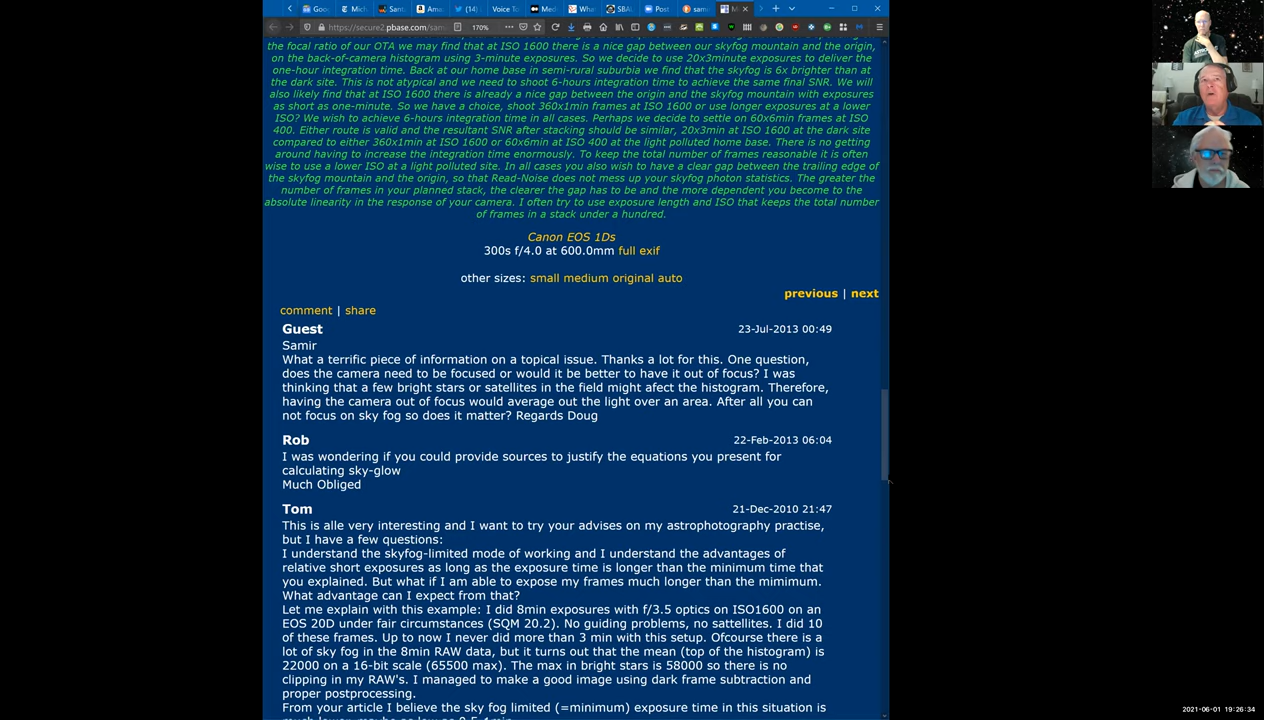 Goo
Mich
Sant
Ama
(14)
Voice To
Med
Wha
SBAU
Post
sam
M
https://secure2.pbase.com/sam
170%
the focal ratio of our OTA we may find that at ISO 1600 there is a nice gap between our skyfog mountain and the origin,
on the back-of-camera histogram using 3-minute exposures. So we decide to use 20x3minute exposures to deliver the
one-hour integration time. Back at our home base in semi-rural suburbia we find that the skyfog is 6x brighter than at
the dark site. This is not atypical and we need to shoot 6-hours integration time to achieve the same final SNR. We will
also likely find that at ISO 1600 there is already a nice gap between the origin and the skyfog mountain with exposures
as short as one-minute. So we have a choice, shoot 360x1min frames at ISO 1600 or use longer exposures at a lower
ISO? We wish to achieve 6-hours integration time in all cases. Perhaps we decide to settle on 60x6min frames at ISO
400. Either route is valid and the resultant SNR after stacking should be similar, 20x3min at ISO 1600 at the dark site
compared to either 360x1min at ISO 1600 or 60x6min at ISO 400 at the light polluted home base. There is no getting
around having to increase the integration time enormously. To keep the total number of frames reasonable it is often
wise to use a lower ISO at a light polluted site. In all cases you also wish to have a clear gap between the trailing edge of
the skyfog mountain and the origin, so that Read-Noise does not mess up your skyfog photon statistics. The greater the
number of frames in your planned stack, the clearer the gap has to be and the more dependent you become to the
absolute linearity in the response of your camera. I often try to use exposure length and ISO that keeps the total number
of frames in a stack under a hundred.
Canon EOS 1Ds
300s f/4.0 at 600.0mm full exif
other sizes: small medium original auto
previous | next
comment | share
Guest 23-Jul-2013 00:49
Samir
What a terrific piece of information on a topical issue. Thanks a lot for this. One question,
does the camera need to be focused or would it be better to have it out of focus? I was
thinking that a few bright stars or satellites in the field might afect the histogram. Therefore,
having the camera out of focus would average out the light over an area. After all you can
not focus on sky fog so does it matter? Regards Doug
Rob 22-Feb-2013 06:04
I was wondering if you could provide sources to justify the equations you present for
calculating sky-glow
Much Obliged
Tom 21-Dec-2010 21:47
This is alle very interesting and I want to try your advises on my astrophotography practise,
but I have a few questions:
I understand the skyfog-limited mode of working and I understand the advantages of
relative short exposures as long as the exposure time is longer than the minimum time that
you explained. But what if I am able to expose my frames much longer than the mimimum.
What advantage can I expect from that?
Let me explain with this example: I did 8min exposures with f/3.5 optics on ISO1600 on an
EOS 20D under fair circumstances (SQM 20.2). No guiding problems, no sattellites. I did 10
of these frames. Up to now I never did more than 3 min with this setup. Ofcourse there is a
lot of sky fog in the 8min RAW data, but it turns out that the mean (top of the histogram) is
22000 on a 16-bit scale (65500 max). The max in bright stars is 58000 so there is no
clipping in my RAW's. I managed to make a good image using dark frame subtraction and
proper postprocessing.
From your article I believe the sky fog limited (=minimum) exposure time in this situation is
2021-06-01 19:26:34